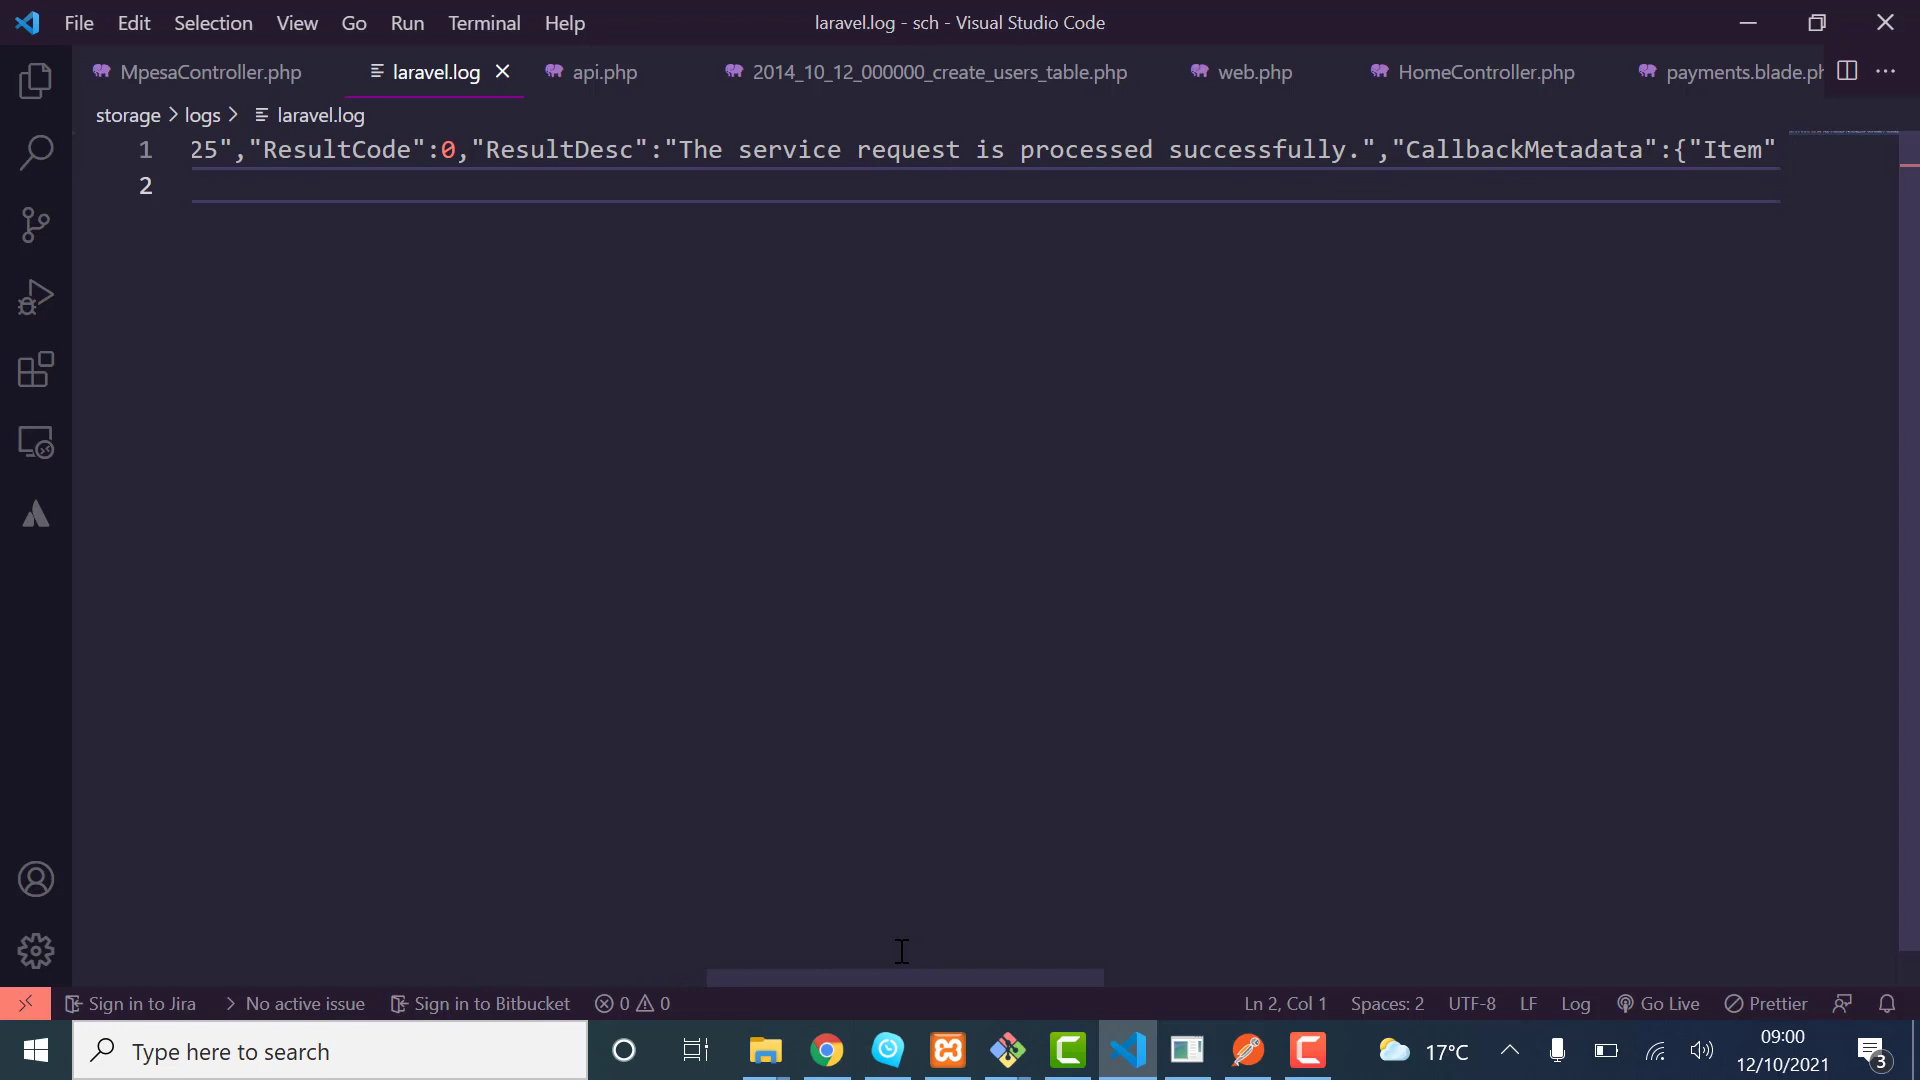 File Edit Selection View Go Run Terminal Help
laravel.log - sch - Visual Studio Code
MpesaController.php laravel.log api.php 2014_10_12_000000_create_users_table.php web.php HomeController.php payments.blade.ph
storage > logs > laravel.log
1 25","ResultCode":0,"ResultDesc":"The service request is processed successfully.","CallbackMetadata":{"Item"
2
Sign in to Jira No active issue Sign in to Bitbucket 0 0 Ln 2, Col 1 Spaces: 2 UTF-8 LF Log Go Live Prettier
Type here to search 17°C 09:00
12/10/2021 3